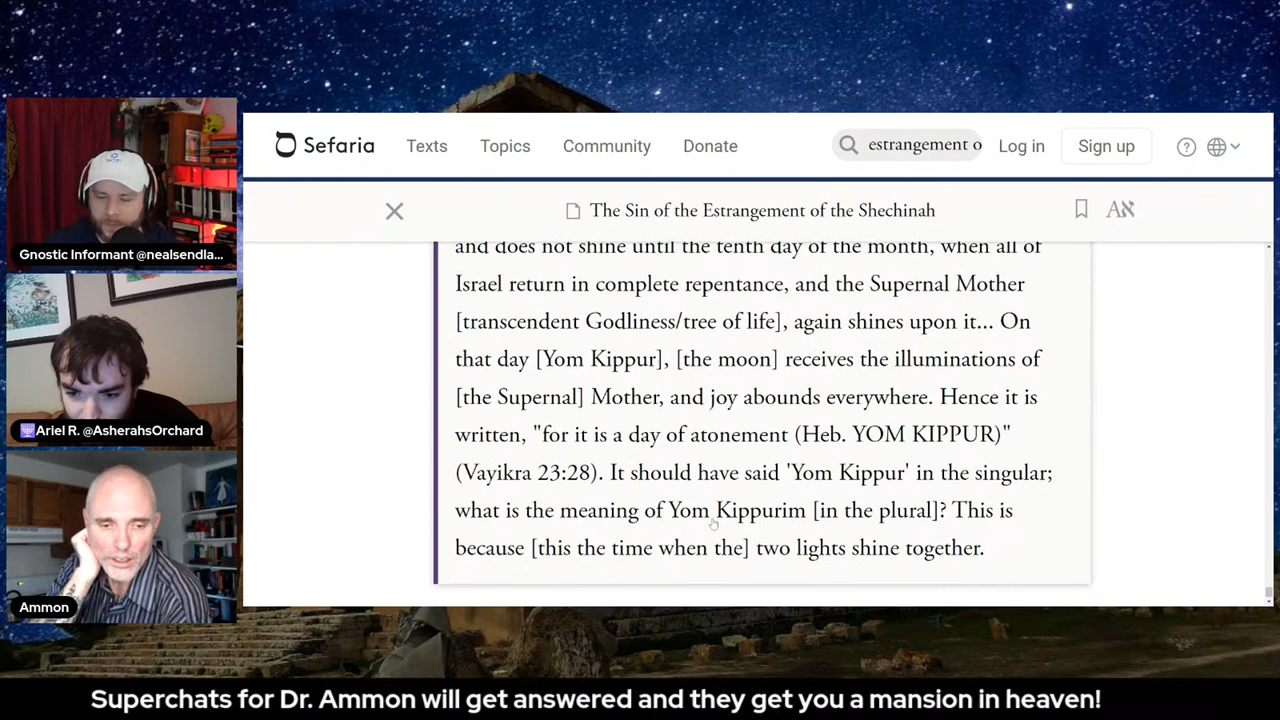 Sefaria
Texts
Topics
Community
Donate
estrangement o
Log in
Sign up
The Sin of the Estrangement of the Shechinah
and does not shine until the tenth day of the month, when all of
Israel return in complete repentance, and the Supernal Mother
[transcendent Godliness/tree of life], again shines upon it... On
that day [Yom Kippur], [the moon] receives the illuminations of
[the Supernal] Mother, and joy abounds everywhere. Hence it is
written, "for it is a day of atonement (Heb. YOM KIPPUR)"
(Vayikra 23:28). It should have said 'Yom Kippur' in the singular;
what is the meaning of Yom Kippurim [in the plural]? This is
because [this the time when the] two lights shine together.
Gnostic Informant @nealsendla...
Ariel R. @AsherahsOrchard
Ammon
Superchats for Dr. Ammon will get answered and they get you a mansion in heaven!